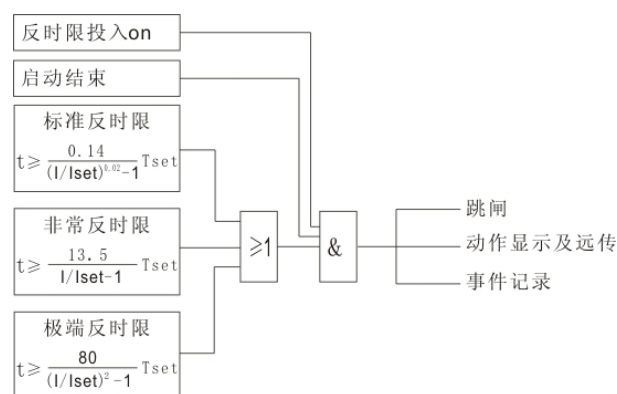 反时限投入on
启动结束
标准反时限
t≥ 0.14 / (I/Iset)^0.02-1 Tset
非常反时限
t≥ 13.5 / I/Iset-1 Tset
极端反时限
t≥ 80 / (I/Iset)^2-1 Tset
≥1
&
跳闸
动作显示及远传
事件记录